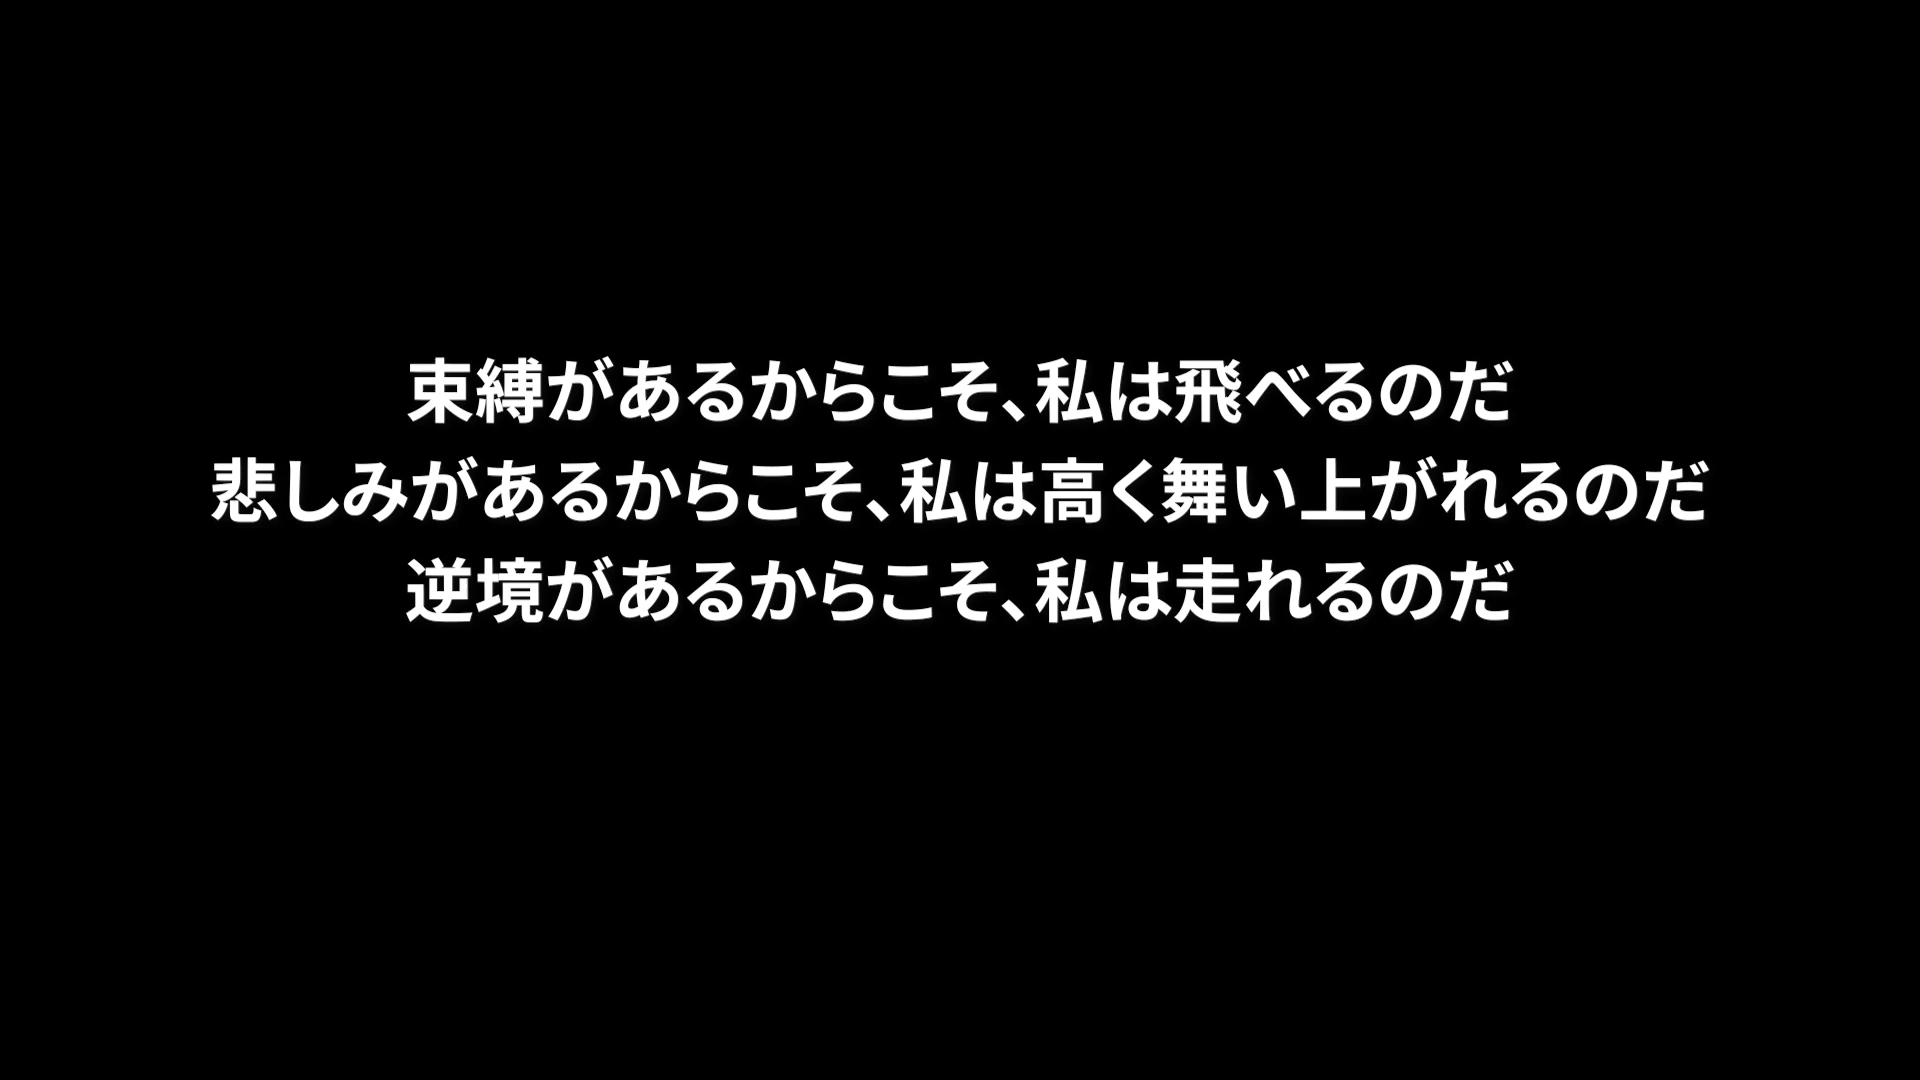 束縛があるからこそ、私は飛べるのだ
悲しみがあるからこそ、私は高く舞い上がれるのだ
逆境があるからこそ、私は走れるのだ